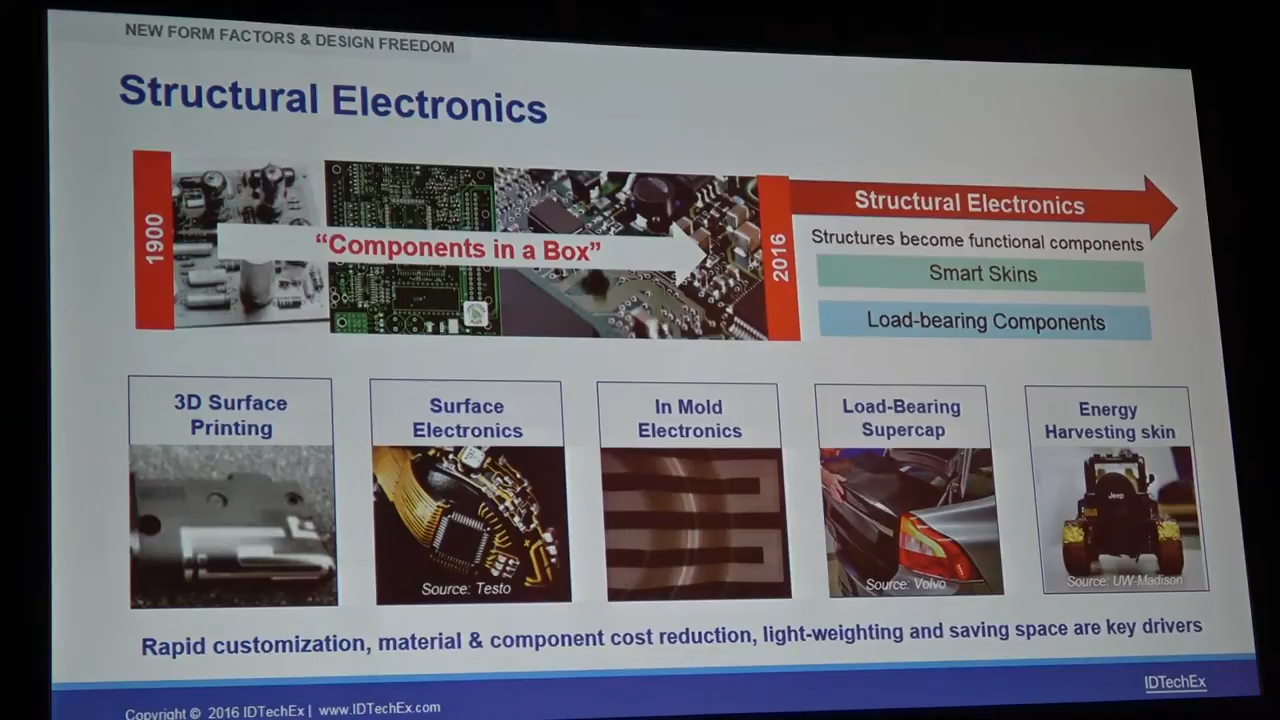 NEW FORM FACTORS & DESIGN FREEDOM
Structural Electronics
1900
“Components in a Box”
2016
Structural Electronics
Structures become functional components
Smart Skins
Load-bearing Components
3D Surface
Printing
Surface
Electronics
Source: Testo
In Mold
Electronics
Load-Bearing
Supercap
Source: Volvo
Energy
Harvesting skin
Jeep
Source: UW-Madison
Rapid customization, material & component cost reduction, light-weighting and saving space are key drivers
IDTechEx
Copyright © 2016 IDTechEx | www.IDTechEx.com